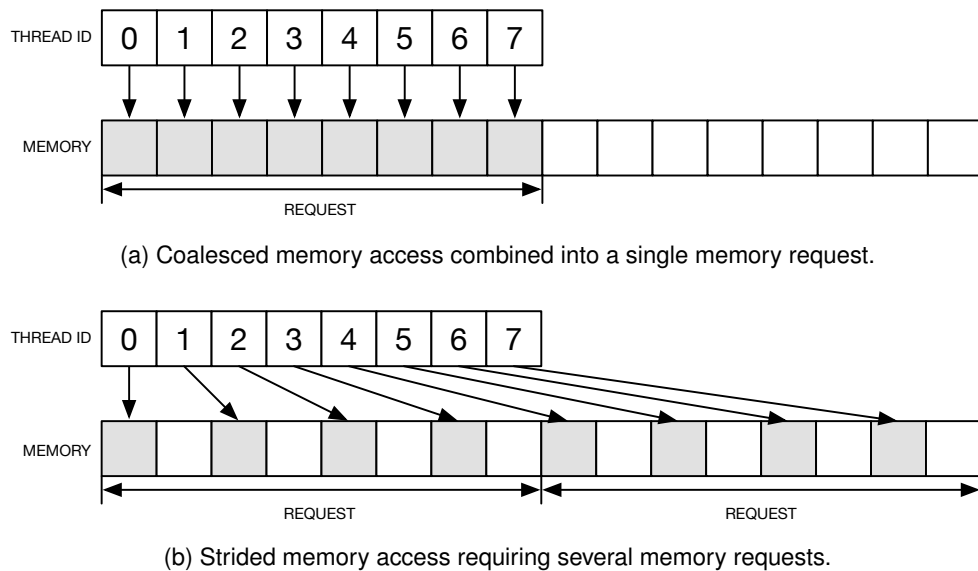 THREAD ID 0 1 2 3 4 5 6 7
MEMORY
REQUEST
(a) Coalesced memory access combined into a single memory request.
THREAD ID 0 1 2 3 4 5 6 7
MEMORY
REQUEST REQUEST
(b) Strided memory access requiring several memory requests.